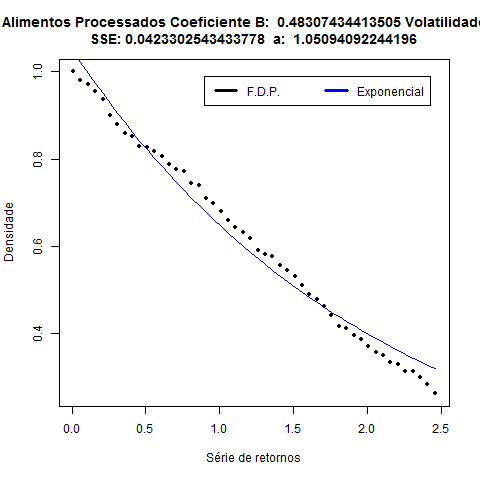 Alimentos Processados Coeficiente B: 0.48307434413505 Volatilidade
SSE: 0.0423302543433778 a: 1.05094092244196
F.D.P.
Exponencial
Densidade
1.0
0.8
0.6
0.4
0.0
0.5
1.0
1.5
2.0
2.5
Série de retornos